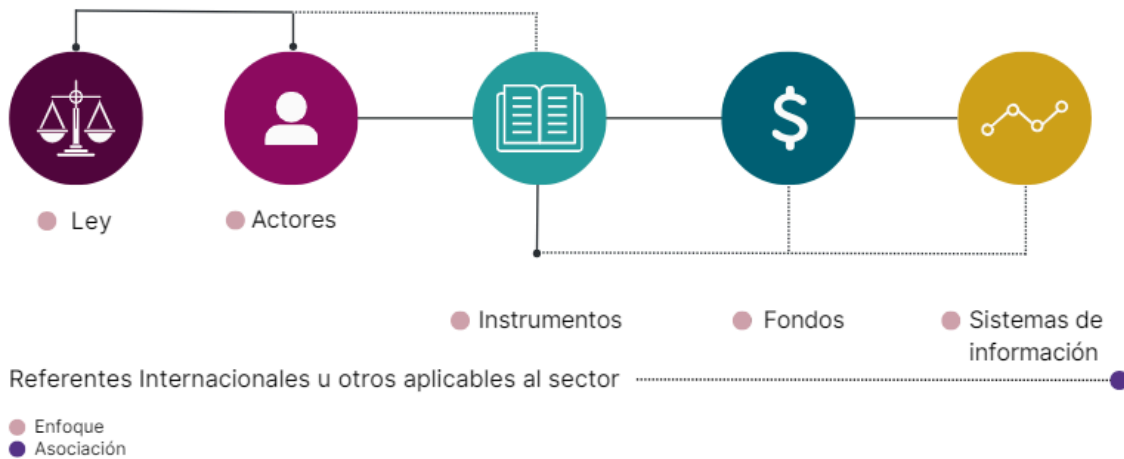 $
Ley
Actores
Instrumentos
Fondos
Sistemas de
información
Referentes Internacionales u otros aplicables al sector
Enfoque
Asociación